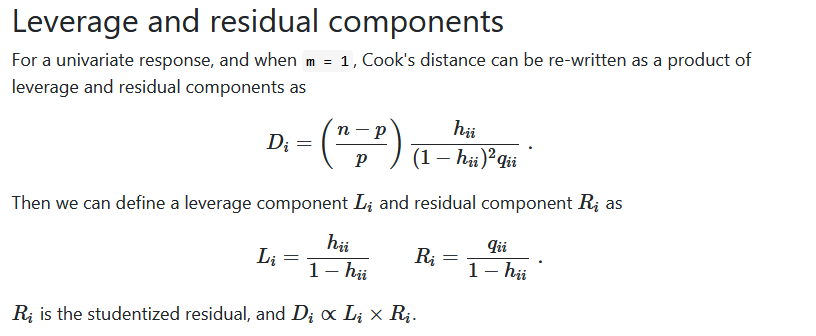 Leverage and residual components
For a univariate response, and when m = 1, Cook's distance can be re-written as a product of
leverage and residual components as
D_i = ( (n − p) / p ) h_ii / ((1 − h_ii)^2 q_ii) .
Then we can define a leverage component L_i and residual component R_i as
L_i = h_ii / (1 − h_ii)    R_i = q_ii / (1 − h_ii) .
R_i is the studentized residual, and D_i ∝ L_i × R_i.